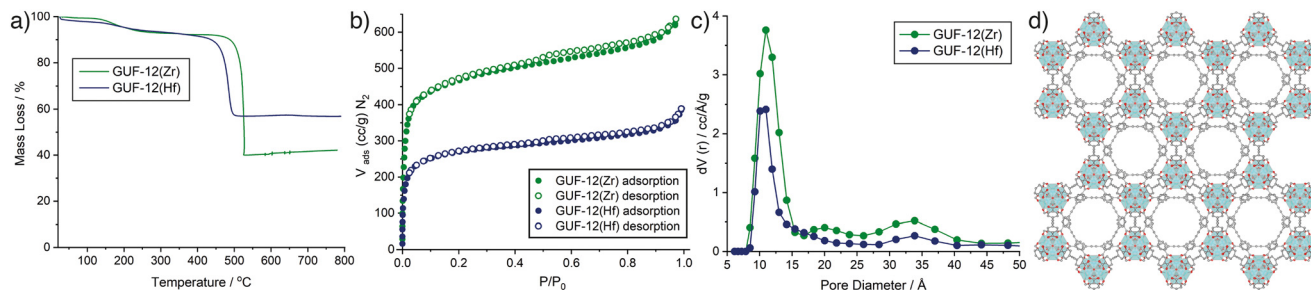 a)
100
80
60
40
20
0
Mass Loss / %
GUF-12(Zr)
GUF-12(Hf)
100 200 300 400 500 600 700 800
Temperature / °C
b)
600
500
400
300
200
100
0
V ads (cc/g) N2
GUF-12(Zr) adsorption
GUF-12(Zr) desorption
GUF-12(Hf) adsorption
GUF-12(Hf) desorption
0.0 0.2 0.4 0.6 0.8 1.0
P/P0
c)
4
3
2
1
0
dV (r) / cc/Å/g
GUF-12(Zr)
GUF-12(Hf)
5 10 15 20 25 30 35 40 45 50
Pore Diameter / Å
d)